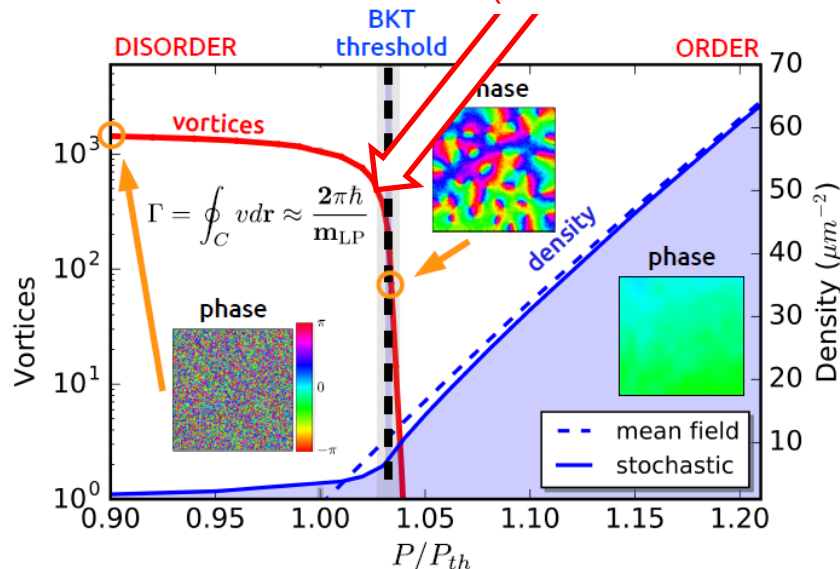 (
DISORDER
BKT
threshold
ORDER
vortices
hase
Γ = ∮_C vdr ≈ 2πħ / m_LP
density
phase
phase
π
0
−π
10³
10²
10¹
10⁰
Vortices
70
60
50
40
30
20
10
Density (μm⁻²)
mean field
stochastic
0.90
0.95
1.00
1.05
1.10
1.15
1.20
P/P_th